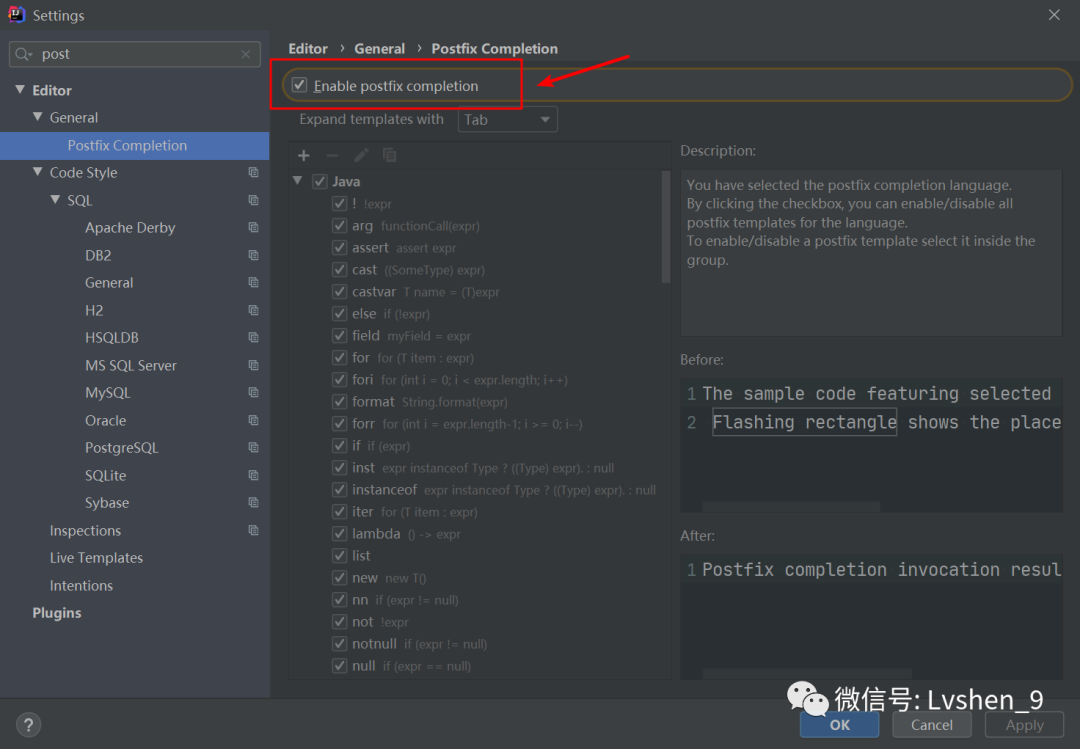 Settings
post
Editor
General
Postfix Completion
Code Style
SQL
Apache Derby
DB2
General
H2
HSQLDB
MS SQL Server
MySQL
Oracle
PostgreSQL
SQLite
Sybase
Inspections
Live Templates
Intentions
Plugins
Editor › General › Postfix Completion
Enable postfix completion
Expand templates with Tab
Java
! !expr
arg functionCall(expr)
assert assert expr
cast ((SomeType) expr)
castvar T name = (T)expr
else if (!expr)
field myField = expr
for for (T item : expr)
fori for (int i = 0; i < expr.length; i++)
format String.format(expr)
forr for (int i = expr.length-1; i >= 0; i--)
if if (expr)
inst expr instanceof Type ? ((Type) expr). : null
instanceof expr instanceof Type ? ((Type) expr). : null
iter for (T item : expr)
lambda () -> expr
list
new new T()
nn if (expr != null)
not !expr
notnull if (expr != null)
null if (expr == null)
Description:
You have selected the postfix completion language.
By clicking the checkbox, you can enable/disable all
postfix templates for the language.
To enable/disable a postfix template select it inside the
group.
Before:
1 The sample code featuring selected
2 Flashing rectangle shows the place
After:
1 Postfix completion invocation resul
微信号: Lvshen_9
?
OK
Cancel
Apply